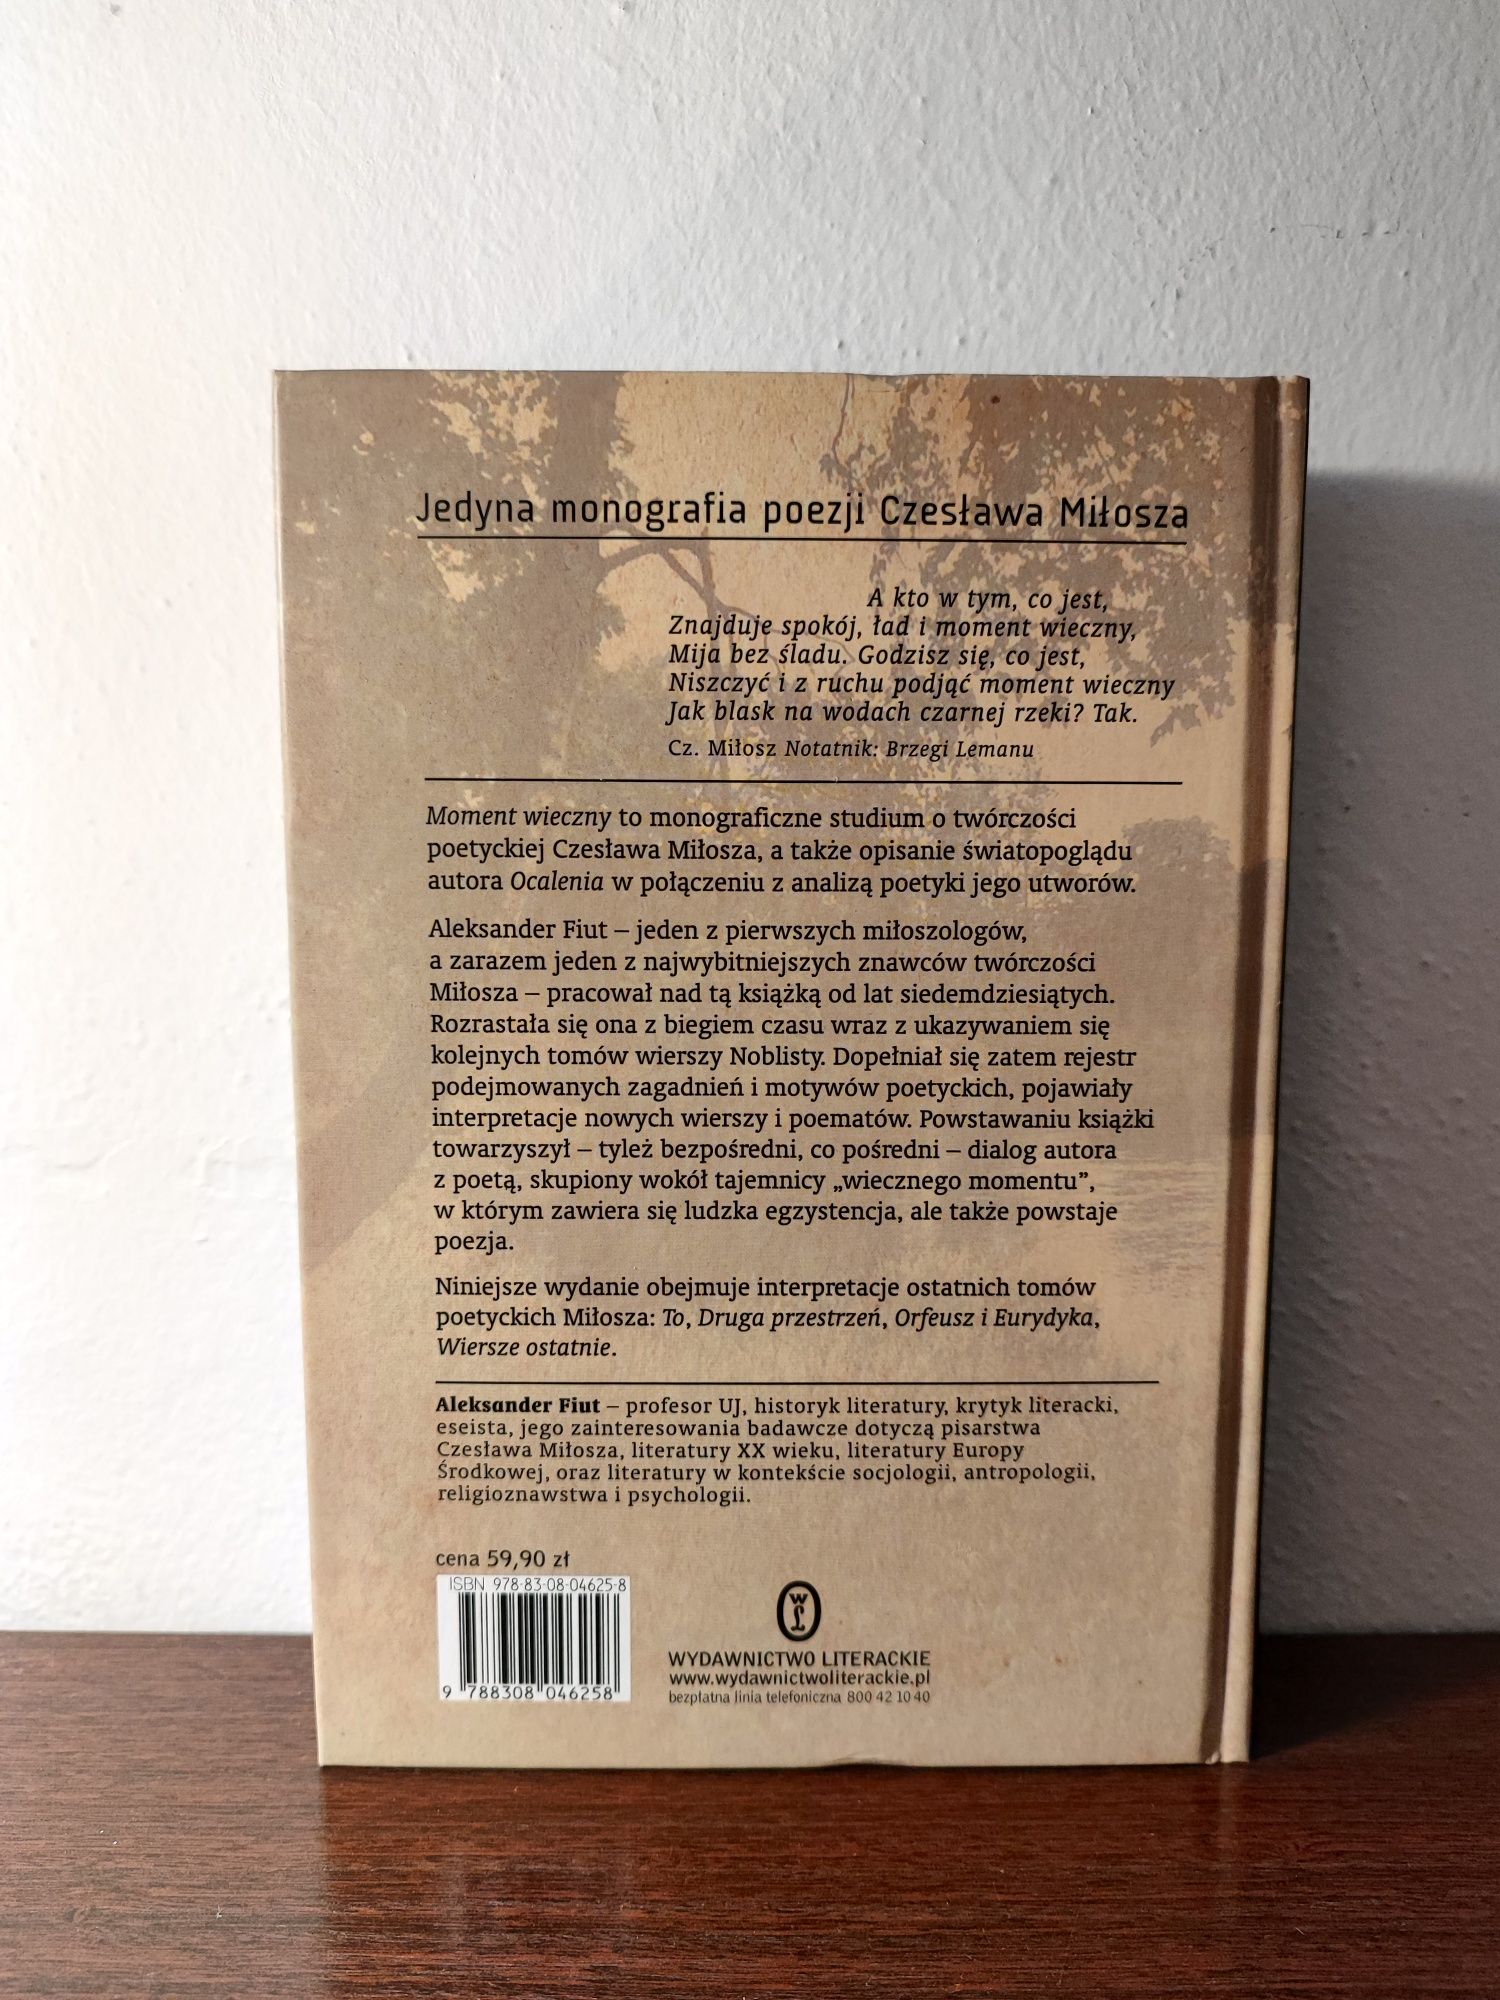 Jedyna monografia poezji Czesława Miłosza
A kto w tym, co jest,
Znajduje spokój, ład i moment wieczny,
Mija bez śladu. Godzisz się, co jest,
Niszczyć i z ruchu podjąć moment wieczny
Jak blask na wodach czarnej rzeki? Tak.
Cz. Miłosz Notatnik: Brzegi Lemanu
Moment wieczny to monograficzne studium o twórczości
poetyckiej Czesława Miłosza, a także opisanie światopoglądu
autora Ocalenia w połączeniu z analizą poetyki jego utworów.
Aleksander Fiut – jeden z pierwszych miłoszologów,
a zarazem jeden z najwybitniejszych znawców twórczości
Miłosza – pracował nad tą książką od lat siedemdziesiątych.
Rozrastała się ona z biegiem czasu wraz z ukazywaniem się
kolejnych tomów wierszy Noblisty. Dopełniał się zatem rejestr
podejmowanych zagadnień i motywów poetyckich, pojawiały
interpretacje nowych wierszy i poematów. Powstawaniu książki
towarzyszył – tyleż bezpośredni, co pośredni – dialog autora
z poetą, skupiony wokół tajemnicy „wiecznego momentu”,
w którym zawiera się ludzka egzystencja, ale także powstaje
poezja.
Niniejsze wydanie obejmuje interpretacje ostatnich tomów
poetyckich Miłosza: To, Druga przestrzeń, Orfeusz i Eurydyka,
Wiersze ostatnie.
Aleksander Fiut – profesor UJ, historyk literatury, krytyk literacki,
eseista, jego zainteresowania badawcze dotyczą pisarstwa
Czesława Miłosza, literatury XX wieku, literatury Europy
Środkowej, oraz literatury w kontekście socjologii, antropologii,
religioznawstwa i psychologii.
cena 59,90 zł
ISBN 978-83-08-04625-8
9 788308 046258
WL
WYDAWNICTWO LITERACKIE
www.wydawnictwoliterackie.pl
bezpłatna linia telefoniczna 800 42 10 40